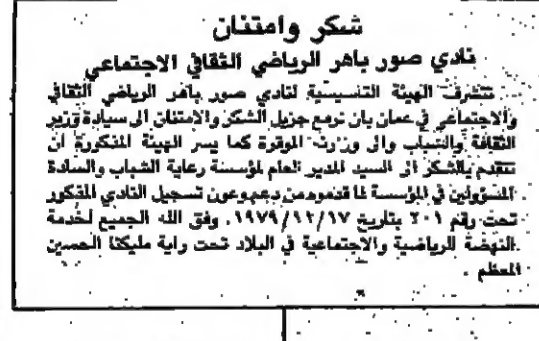 شكر وامتنان
نادي صور باهر الرياضي الثقافي الاجتماعي
تتشرف الهيئة التاسيسية لنادي صور باهر الرياضي الثقافي
والاجتماعي في عمان بان ترفع جزيل الشكر والامتنان الى سيادة وزير
الثقافة والشباب والى وزارته الموقرة كما يسر الهيئة المذكورة ان
تتقدم بالشكر الى السيد المدير العام لمؤسسة رعاية الشباب والسادة
المسؤولين في المؤسسة لما قدموه من دعم وعون تسجيل النادي المذكور
تحت رقم ٢٠١ بتاريخ ١٩٧٩/١٢/١٧. وفق الله الجميع لخدمة
النهضة الرياضية والاجتماعية في البلاد تحت راية مليكنا الحسين
المعظم .